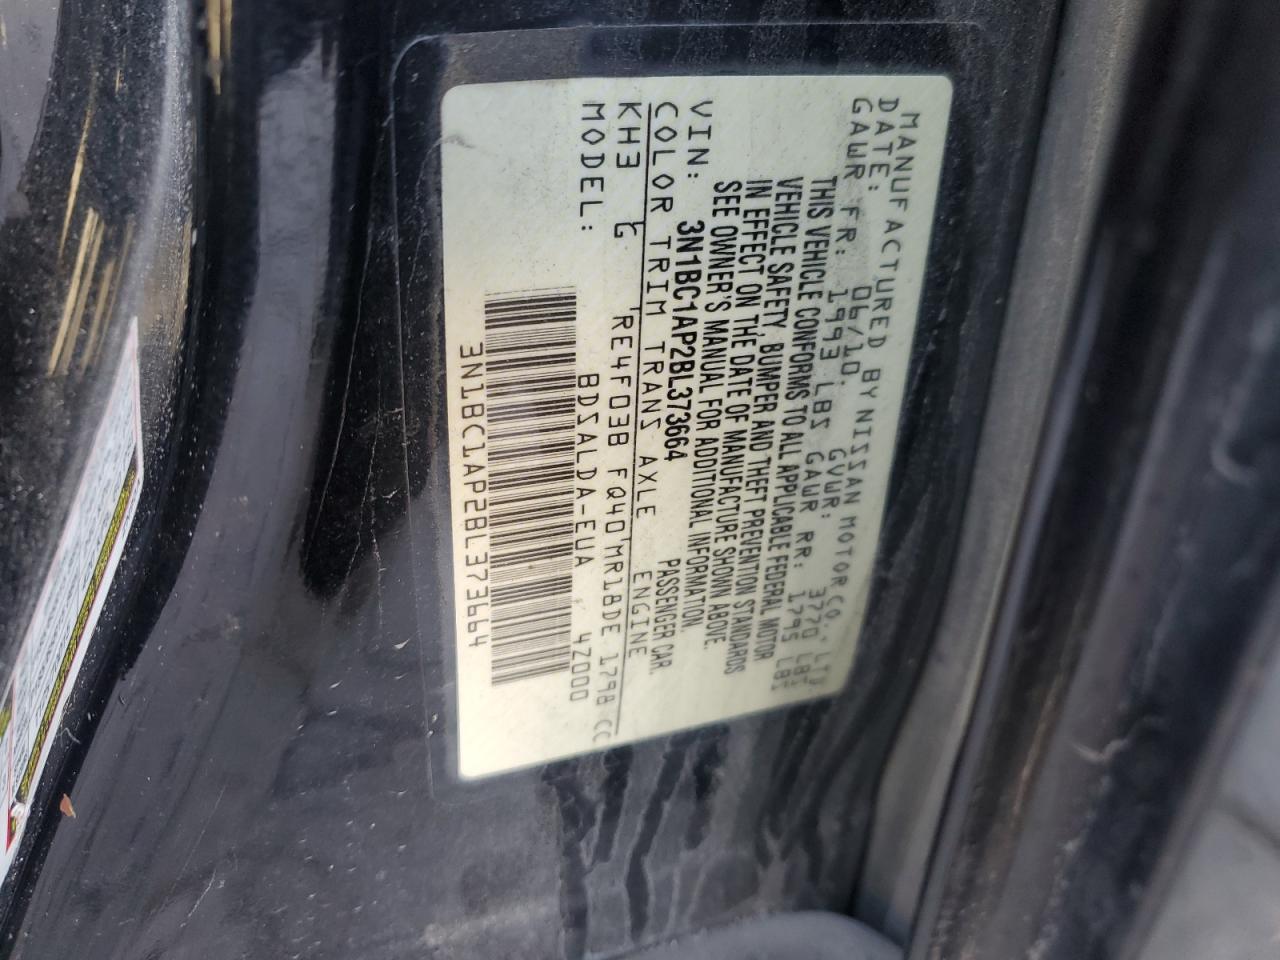 MANUFACTURED BY NISSAN MOTOR CO., LTD
DATE: 06/10. GVWR: 3770 LBS
GAWR FR: 1993 LBS GAWR RR: 1795 LBS
THIS VEHICLE CONFORMS TO ALL APPLICABLE FEDERAL MOTOR
VEHICLE SAFETY, BUMPER AND THEFT PREVENTION STANDARDS
IN EFFECT ON THE DATE OF MANUFACTURE SHOWN ABOVE.
SEE OWNER'S MANUAL FOR ADDITIONAL INFORMATION.
VIN: 3N1BC1AP2BL373664 PASSENGER CAR.
COLOR TRIM TRANS AXLE ENGINE
KH3 G 'RE4F03B FQ40'MR18DE 1798 CC
MODEL: BDSALDA-EUA 4Z000
3N1BC1AP2BL373664